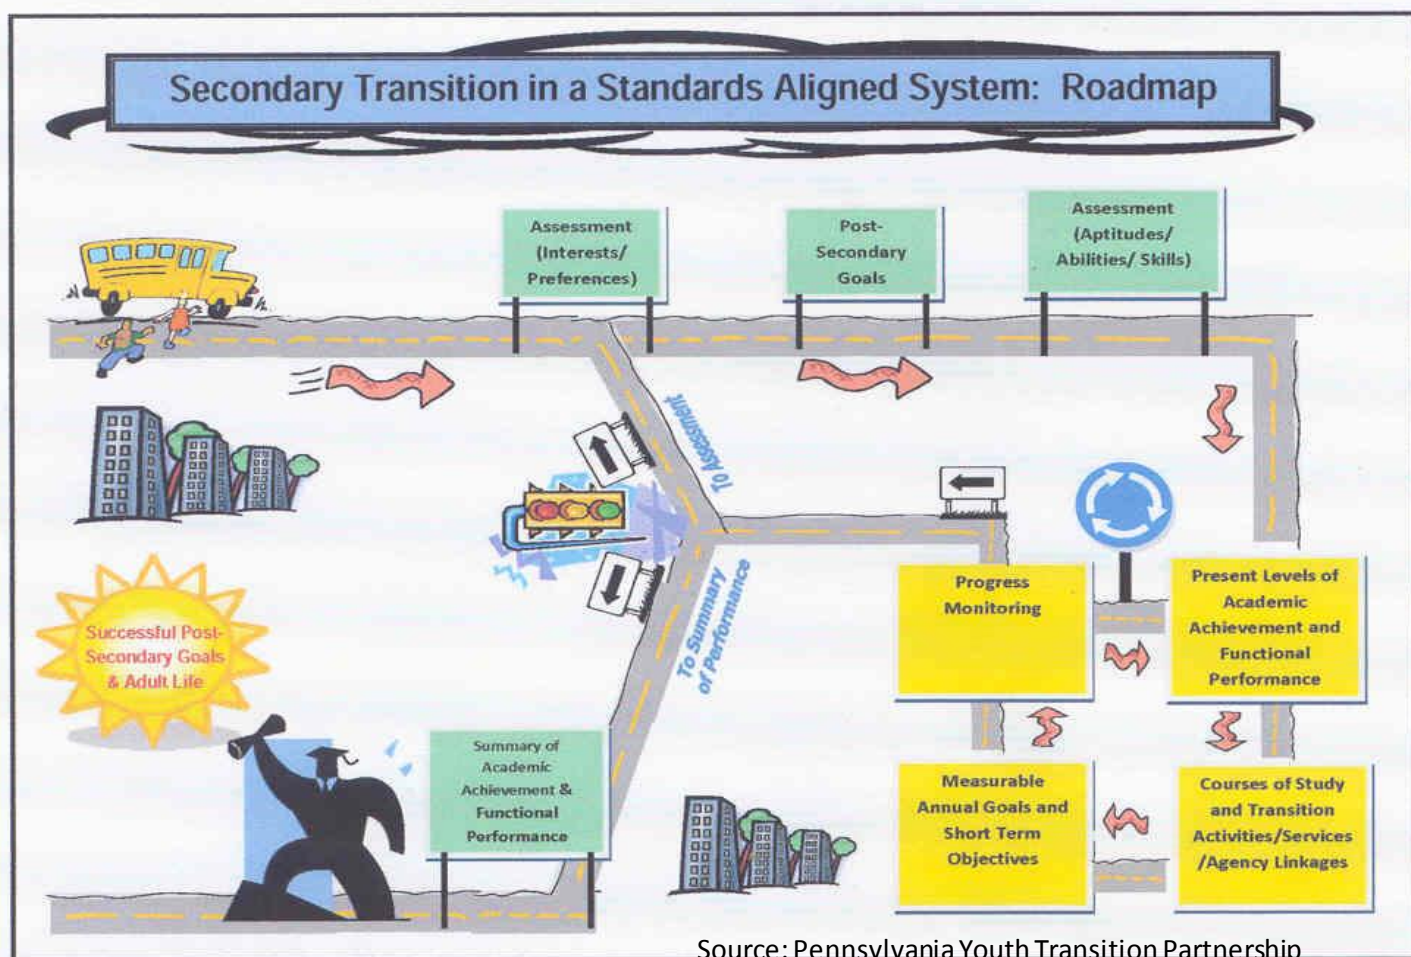 Secondary Transition in a Standards Aligned System: Roadmap
Assessment
(Interests/
Preferences)
Post-
Secondary
Goals
Assessment
(Aptitudes/
Abilities/ Skills)
To Assessment
To Summary
of Performance
Progress
Monitoring
Present Levels of
Academic
Achievement and
Functional
Performance
Successful Post-
Secondary Goals
& Adult Life
Summary of
Academic
Achievement &
Functional
Performance
Measurable
Annual Goals and
Short Term
Objectives
Courses of Study
and Transition
Activities/Services
/Agency Linkages
Source: Pennsylvania Youth Transition Partnership